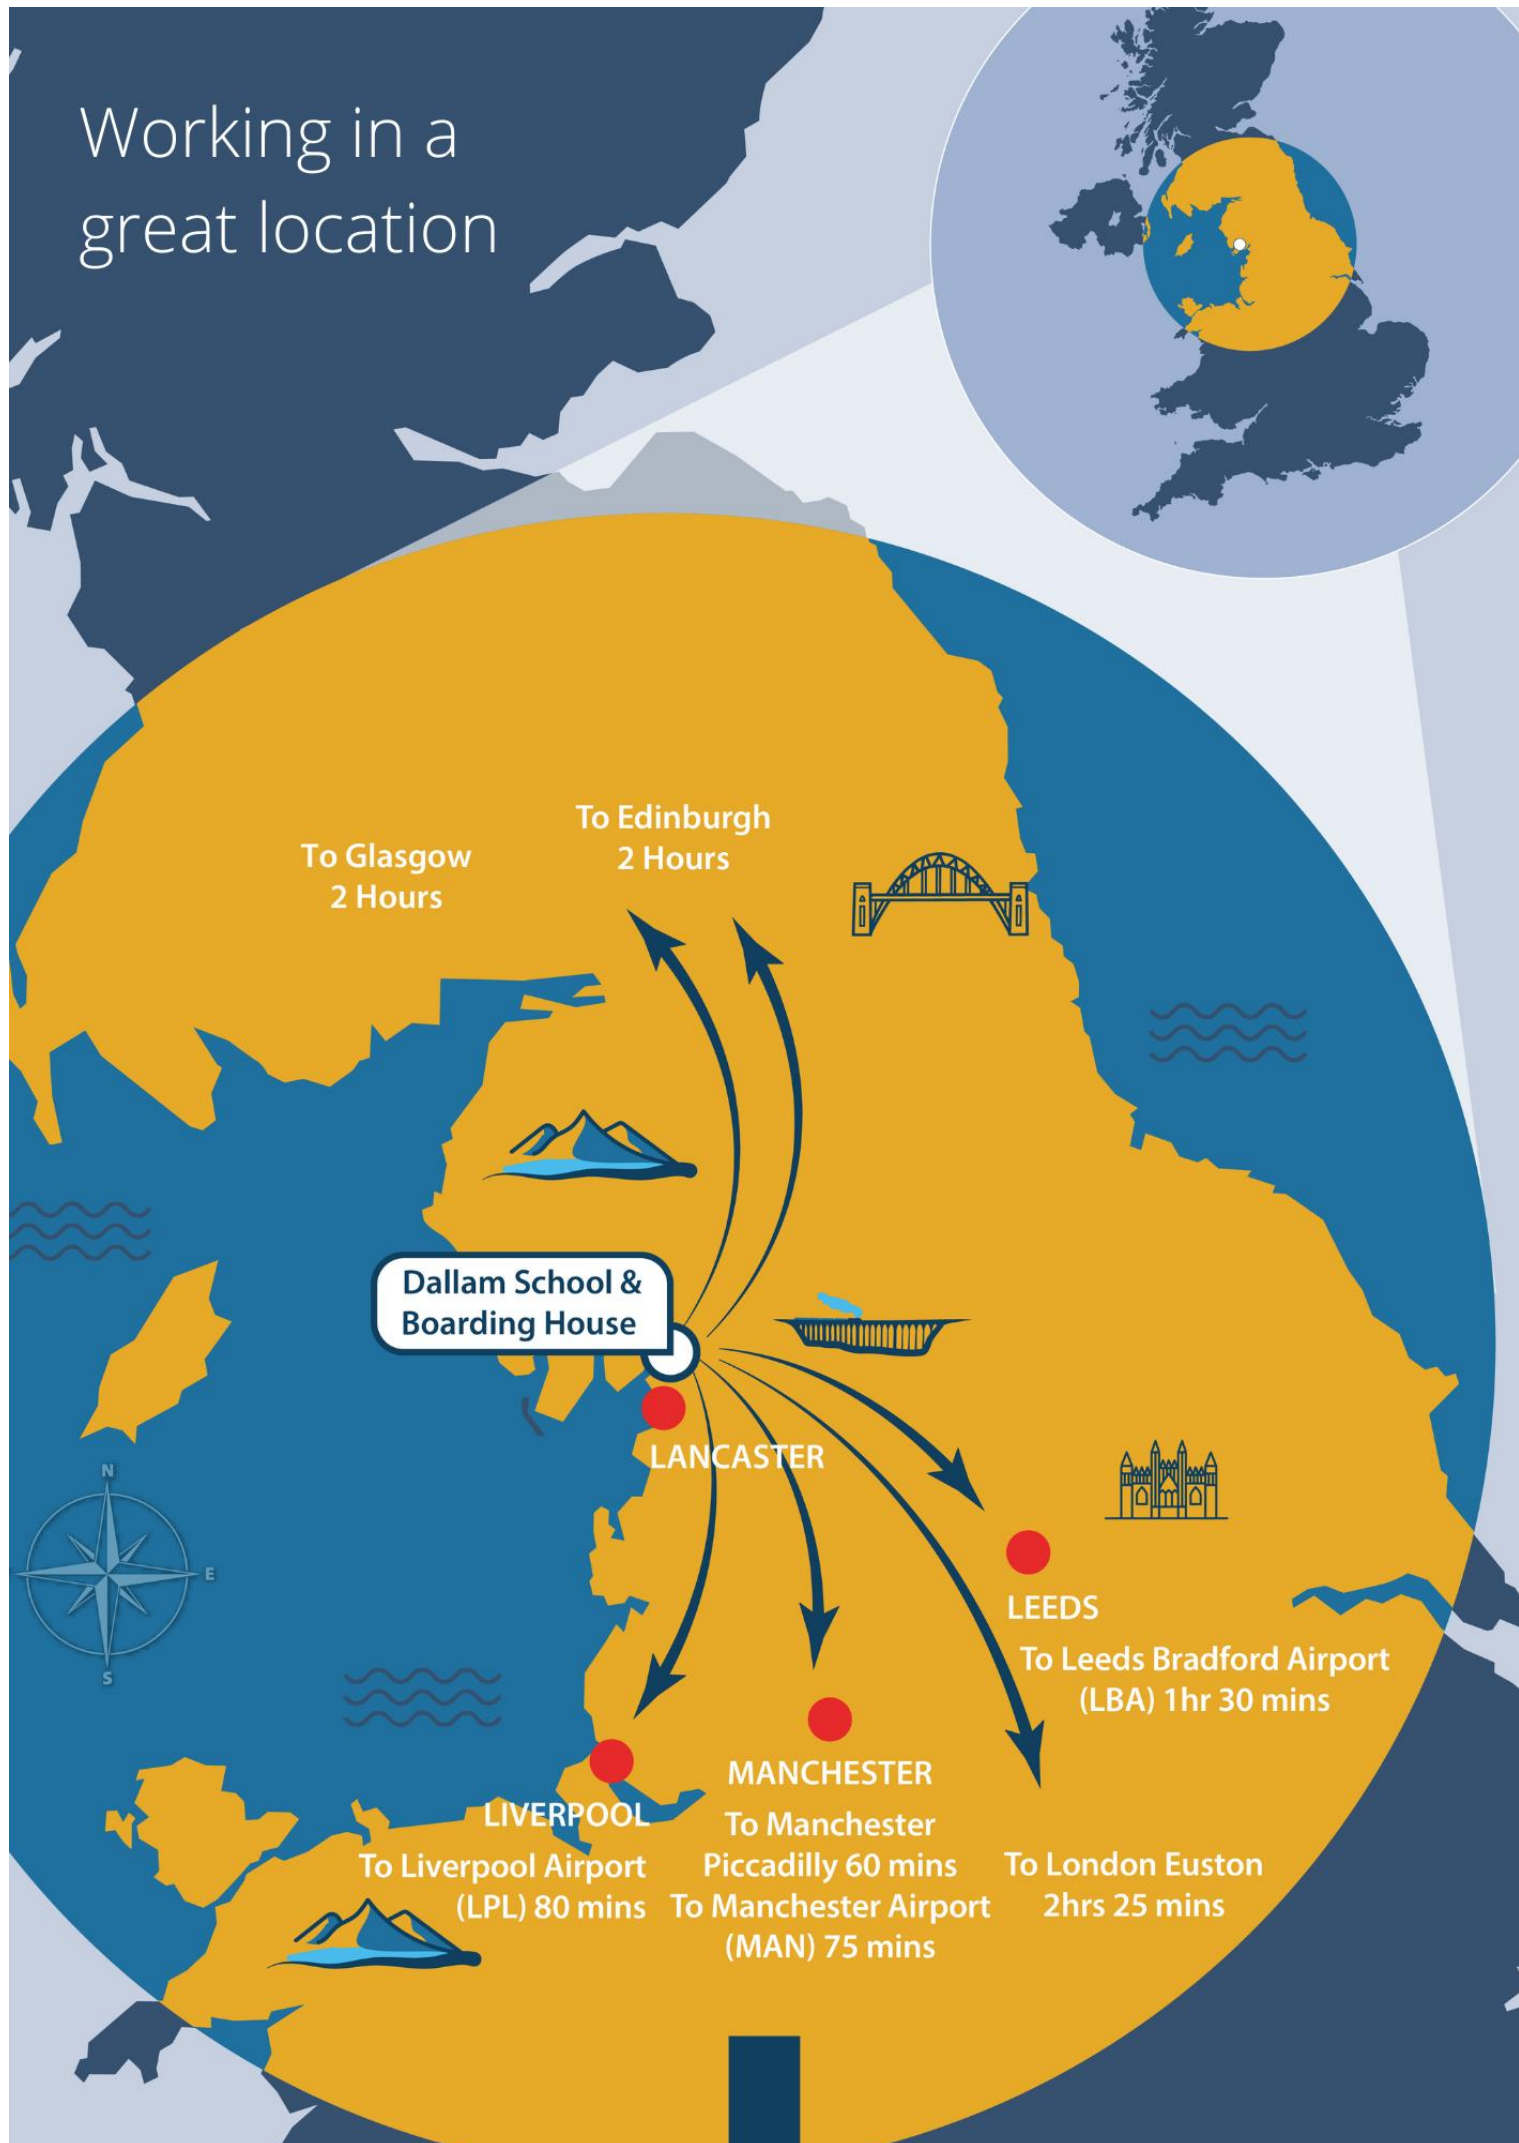 Working in a
great location
To Edinburgh
2 Hours
To Glasgow
2 Hours
Dallam School &
Boarding House
LANCASTER
N
E
S
LEEDS
To Leeds Bradford Airport
(LBA) 1hr 30 mins
MANCHESTER
To Manchester
Piccadilly 60 mins
To Manchester Airport
(MAN) 75 mins
LIVERPOOL
To Liverpool Airport
(LPL) 80 mins
To London Euston
2hrs 25 mins